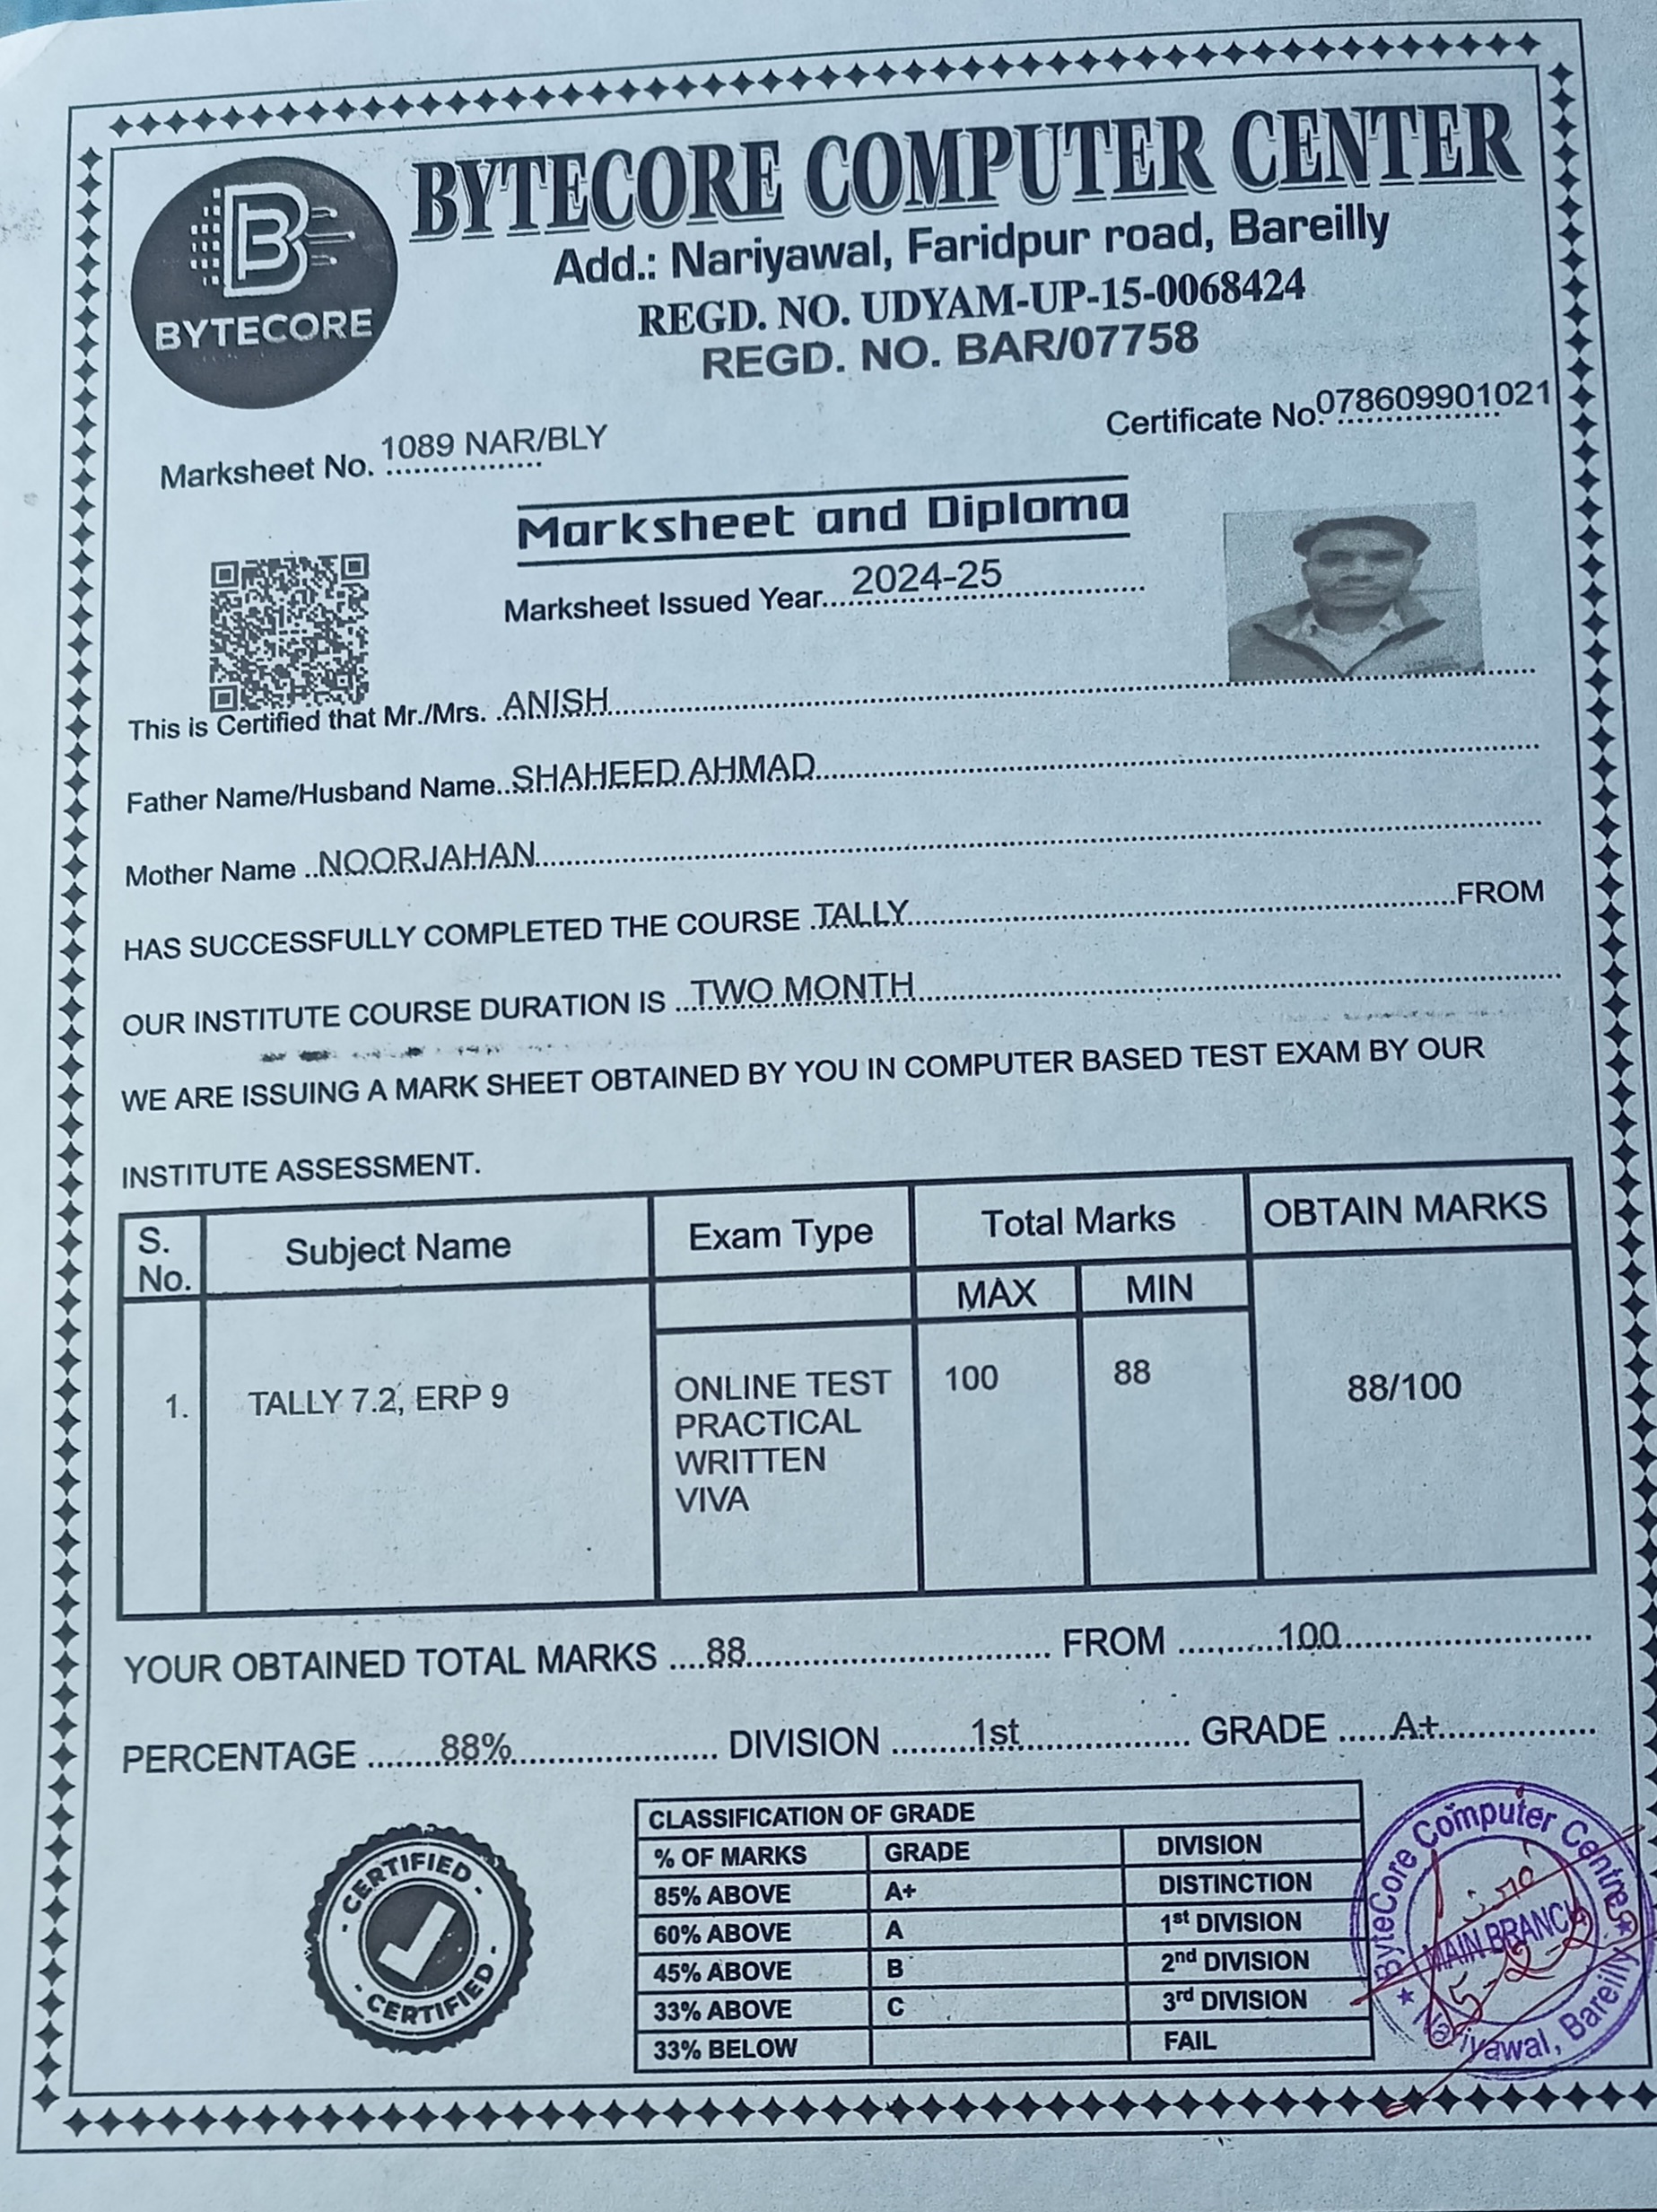 BYTECORE COMPUTER CENTER
BYTECORE
Add.: Nariyawal, Faridpur road, Bareilly
REGD. NO. UDYAM-UP-15-0068424
REGD. NO. BAR/07758
Marksheet No. 1089 NAR/BLY
Certificate No. 078609901021
Marksheet and Diploma
Marksheet Issued Year 2024-25
This is Certified that Mr./Mrs. ANISH
Father Name/Husband Name SHAHEED AHMAD
Mother Name NOORJAHAN
HAS SUCCESSFULLY COMPLETED THE COURSE TALLY FROM
OUR INSTITUTE COURSE DURATION IS TWO MONTH
WE ARE ISSUING A MARK SHEET OBTAINED BY YOU IN COMPUTER BASED TEST EXAM BY OUR
INSTITUTE ASSESSMENT.
S. No. Subject Name Exam Type Total Marks OBTAIN MARKS
MAX MIN
1. TALLY 7.2, ERP 9 ONLINE TEST 100 88 88/100
PRACTICAL
WRITTEN
VIVA
YOUR OBTAINED TOTAL MARKS 88 FROM 100
PERCENTAGE 88% DIVISION 1st GRADE A+
CERTIFIED
CERTIFIED
CLASSIFICATION OF GRADE
% OF MARKS GRADE DIVISION
85% ABOVE A+ DISTINCTION
60% ABOVE A 1st DIVISION
45% ABOVE B 2nd DIVISION
33% ABOVE C 3rd DIVISION
33% BELOW FAIL
ByteCore Computer Centre
MAIN BRANCH
Bareilly